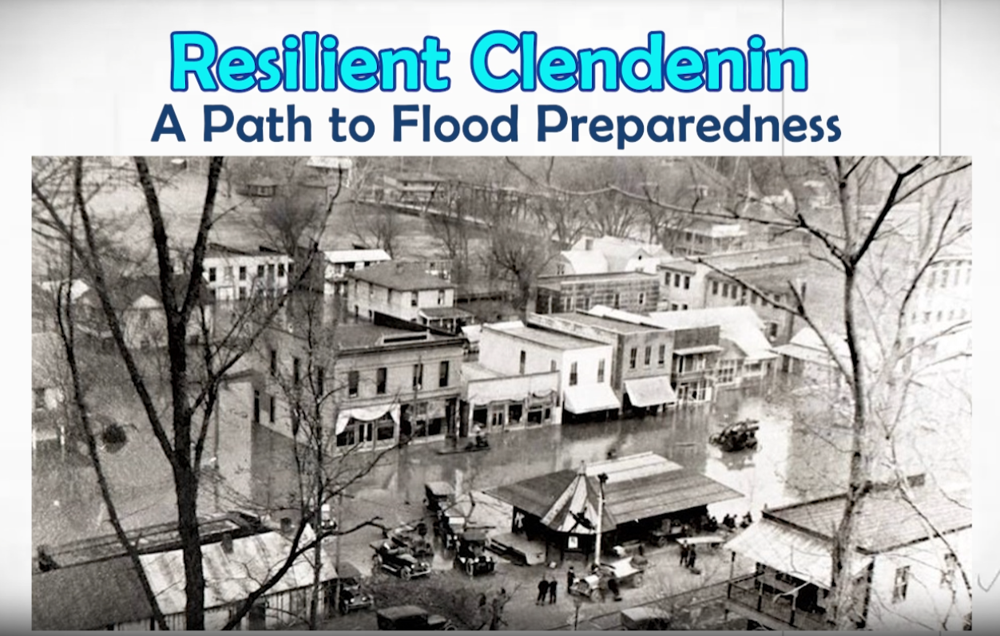 Resilient Clendenin
A Path to Flood Preparedness